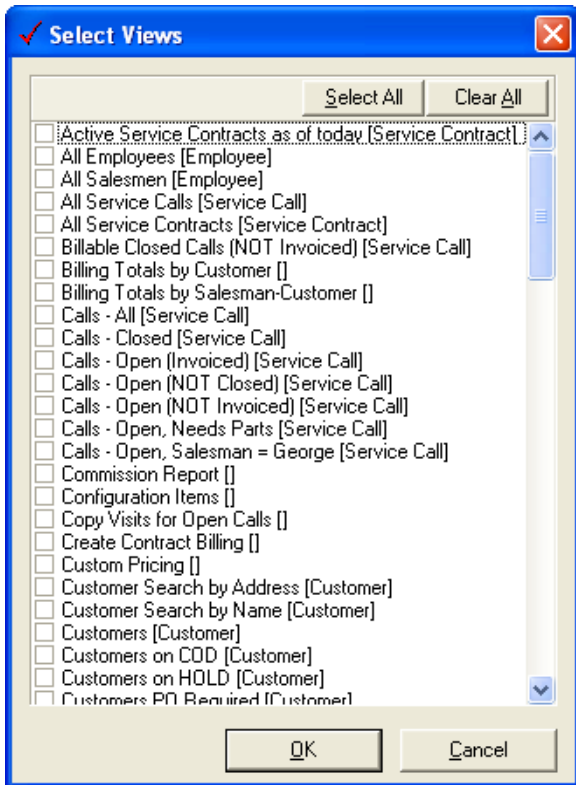 Select Views
Select All Clear All
Active Service Contracts as of today [Service Contract]
All Employees [Employee]
All Salesmen [Employee]
All Service Calls [Service Call]
All Service Contracts [Service Contract]
Billable Closed Calls (NOT Invoiced) [Service Call]
Billing Totals by Customer []
Billing Totals by Salesman-Customer []
Calls - All [Service Call]
Calls - Closed [Service Call]
Calls - Open (Invoiced) [Service Call]
Calls - Open (NOT Closed) [Service Call]
Calls - Open (NOT Invoiced) [Service Call]
Calls - Open, Needs Parts [Service Call]
Calls - Open, Salesman = George [Service Call]
Commission Report []
Configuration Items []
Copy Visits for Open Calls []
Create Contract Billing []
Custom Pricing []
Customer Search by Address [Customer]
Customer Search by Name [Customer]
Customers [Customer]
Customers on COD [Customer]
Customers on HOLD [Customer]
Customers PO Required [Customer]
OK Cancel